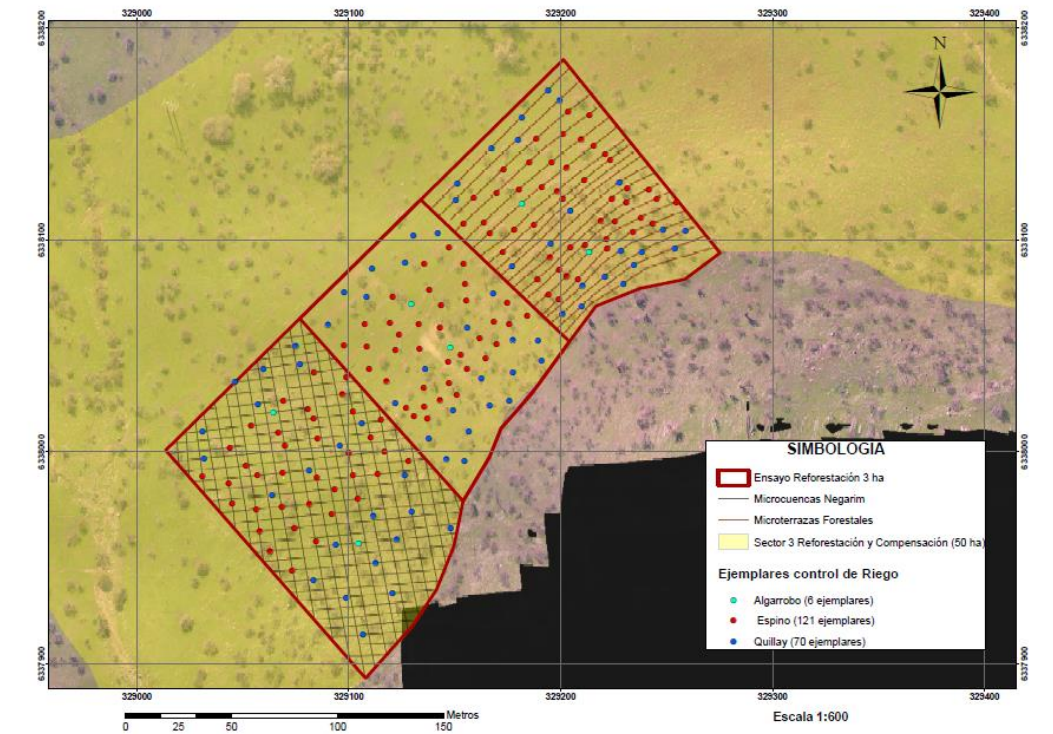 329000
329100
329200
329300
329400
6338200
6338200
N
6338100
6338100
6338000
6338000
SIMBOLOGIA
Ensayo Reforestación 3 ha
Microcuencas Negarim
Microterrazas Forestales
Sector 3 Reforestación y Compensación (50 ha)
Ejemplares control de Riego
Algarrobo (6 ejemplares)
Espino (121 ejemplares)
Quillay (70 ejemplares)
6337900
6337900
329000
329100
329200
329300
329400
Metros
0 25 50 100 150
Escala 1:600